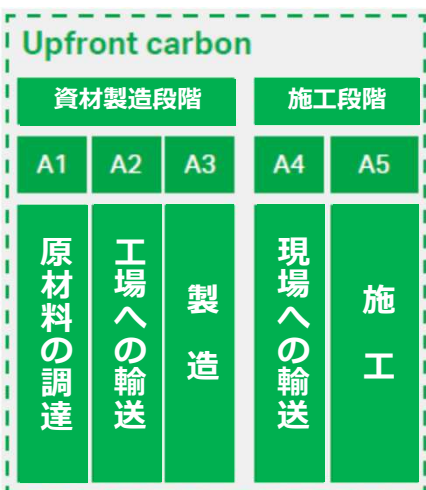 Upfront carbon
資材製造段階
施工段階
A1
A2
A3
A4
A5
原材料の調達
工場への輸送
製造
現場への輸送
施工